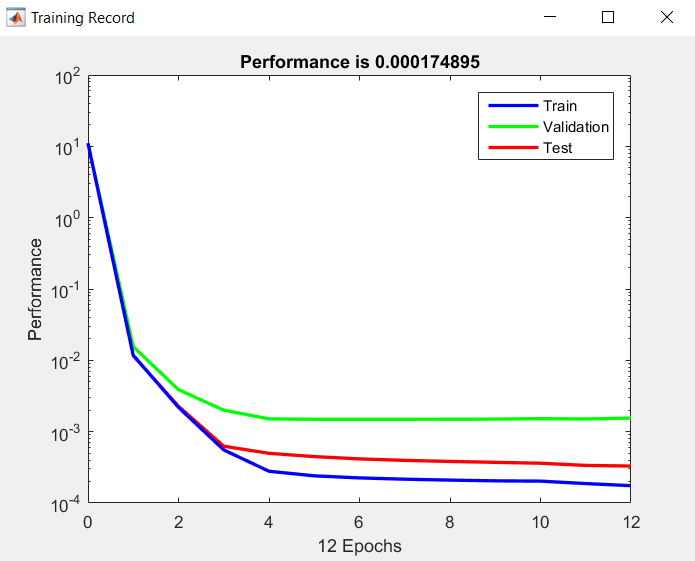 Training Record
Performance is 0.000174895
Train
Validation
Test
Performance
10^2
10^1
10^0
10^-1
10^-2
10^-3
10^-4
0 2 4 6 8 10 12
12 Epochs